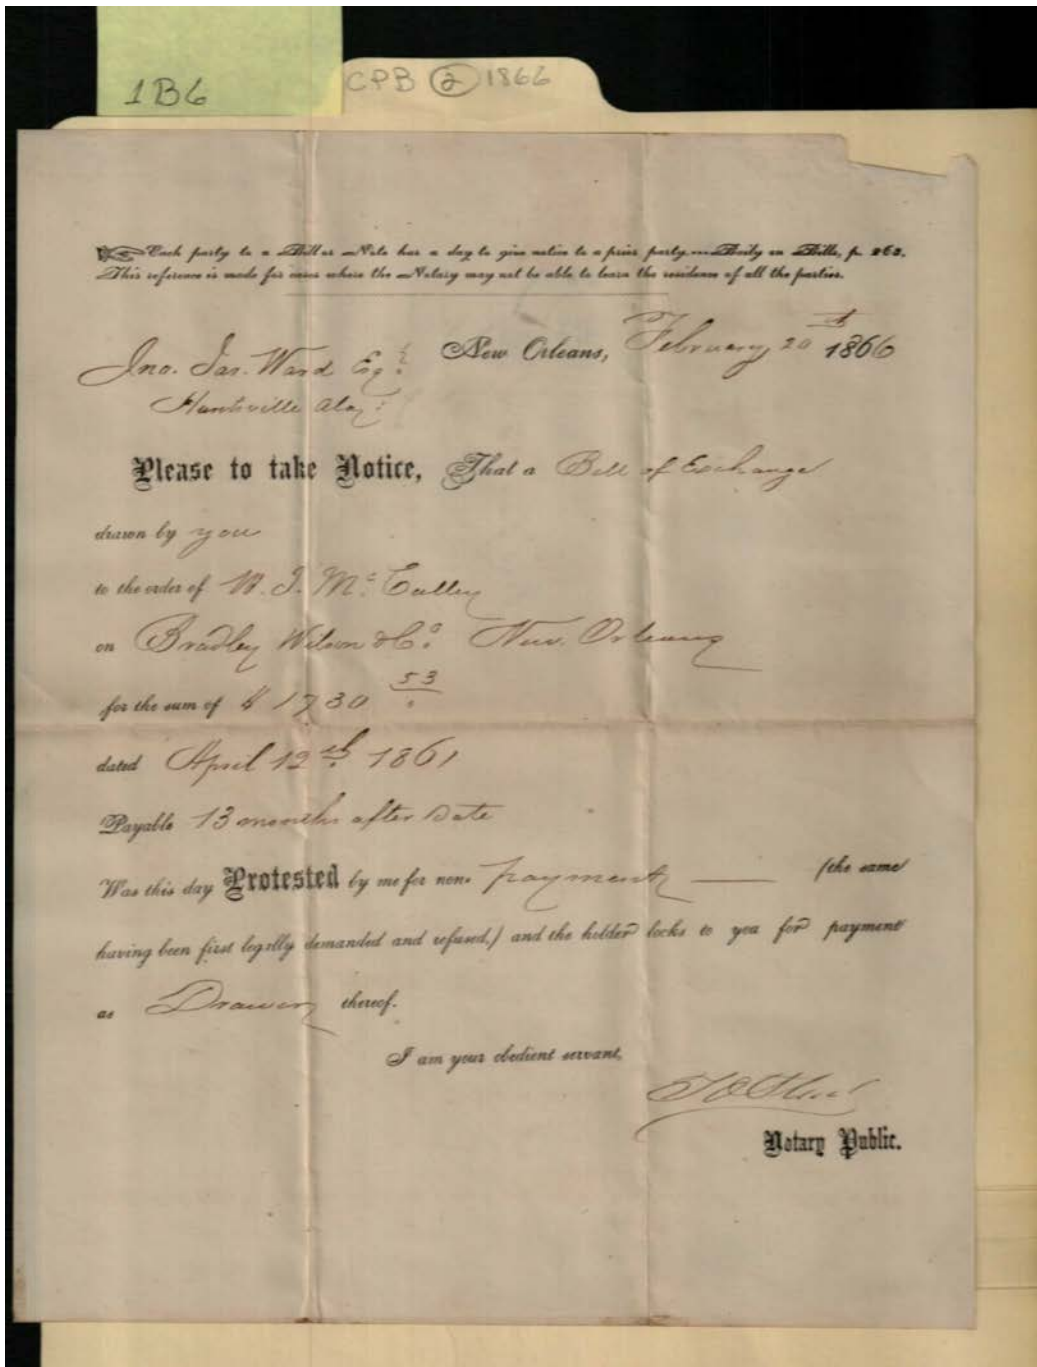 1B6
CPB 2 1866
Each party to a Bill or Note has a day to give notice to a prior party.—Baily on Bills, p. 262.
This reference is made for cases where the Notary may not be able to learn the residence of all the parties.
New Orleans, February 20th 1866
Jno. Jas. Ward Esq:
Huntsville Ala:
Please to take Notice, That a Bill of Exchange
drawn by you
to the order of W. J. Mc. Calley
on Bradley Wilson & Co. New. Orleans
for the sum of $ 1730 53
dated April 12th 1861
Payable 13 months after date
Was this day Protested by me for non- payment — (the same
having been first legally demanded and refused,) and the holder looks to you for payment
as Drawer thereof.
I am your obedient servant,
Notary Public.